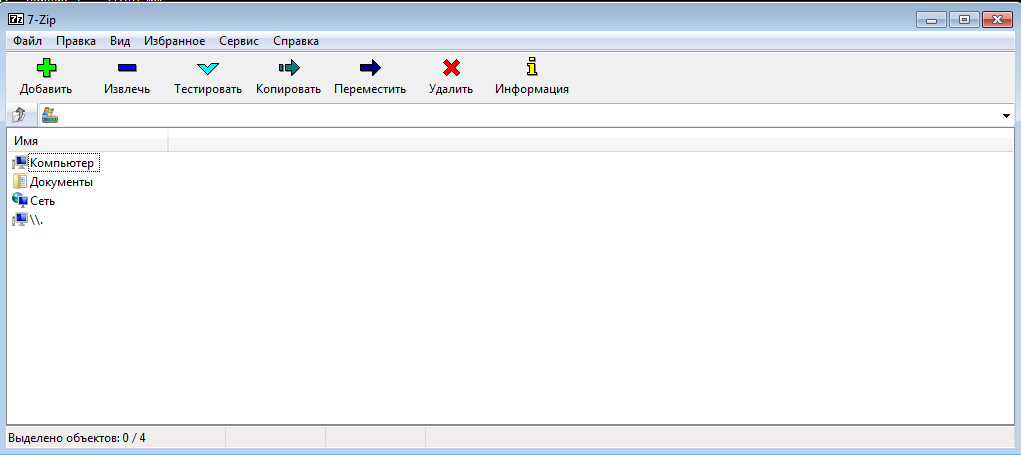 7-Zip
Файл Правка Вид Избранное Сервис Справка
Добавить Извлечь Тестировать Копировать Переместить Удалить Информация
Имя
Компьютер
Документы
Сеть
\\.
Выделено объектов: 0 / 4